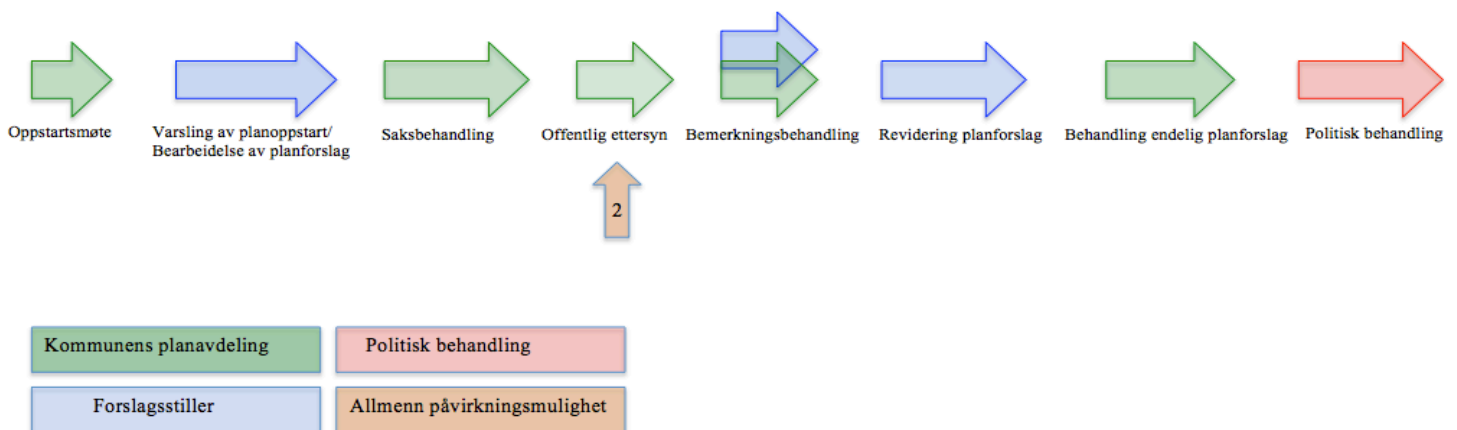 Oppstartsmøte
Varsling av planoppstart/
Bearbeidelse av planforslag
Saksbehandling
Offentlig ettersyn
Bemerkningsbehandling
Revidering planforslag
Behandling endelig planforslag
Politisk behandling
2
Kommunens planavdeling
Politisk behandling
Forslagsstiller
Allmenn påvirkningsmulighet